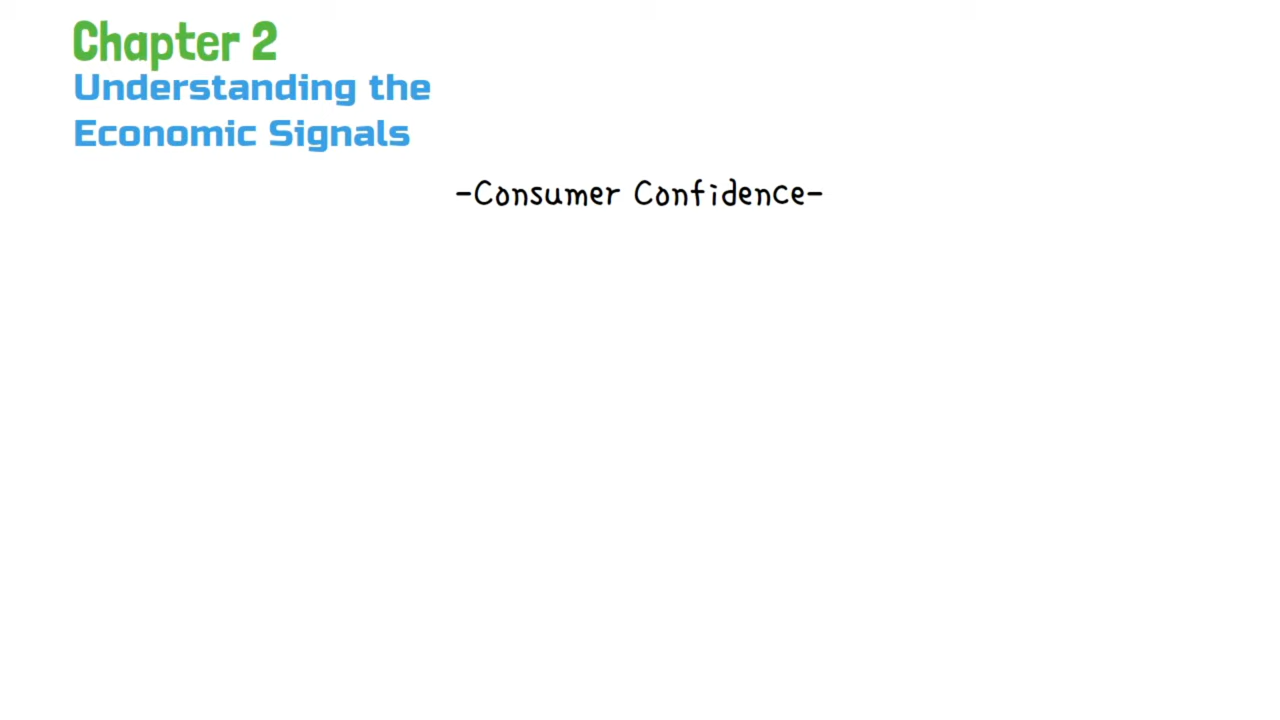 Chapter 2
Understanding the
Economic Signals
-Consumer Confidence-